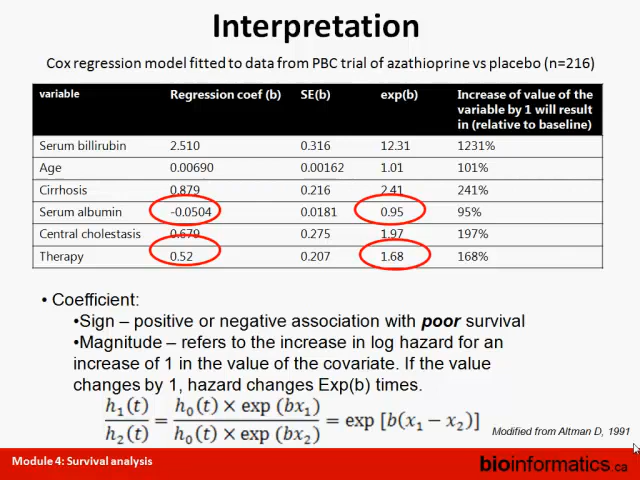 Interpretation
Cox regression model fitted to data from PBC trial of azathioprine vs placebo (n=216)
variable Regression coef (b) SE(b) exp(b) Increase of value of the
variable by 1 will result
in (relative to baseline)
Serum billirubin 2.510 0.316 12.31 1231%
Age 0.00690 0.00162 1.01 101%
Cirrhosis 0.879 0.216 2.41 241%
Serum albumin -0.0504 0.0181 0.95 95%
Central cholestasis 0.679 0.275 1.97 197%
Therapy 0.52 0.207 1.68 168%
• Coefficient:
•Sign – positive or negative association with poor survival
•Magnitude – refers to the increase in log hazard for an
increase of 1 in the value of the covariate. If the value
changes by 1, hazard changes Exp(b) times.
h₁(t)/h₂(t) = h₀(t) × exp (bx₁)/h₀(t) × exp (bx₂) = exp [b(x₁ − x₂)]
Modified from Altman D, 1991
Module 4: Survival analysis
bioinformatics.ca